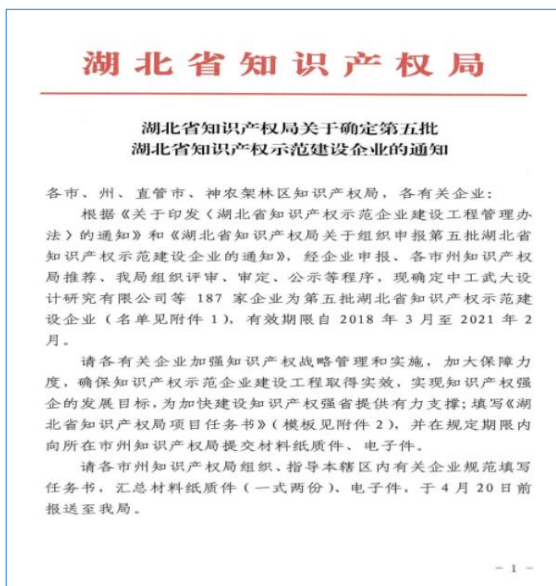 湖北省知识产权局
湖北省知识产权局关于确定第五批
湖北省知识产权示范建设企业的通知
各市、州、直管市、神农架林区知识产权局，各有关企业：
根据《关于印发〈湖北省知识产权示范企业建设工程管理办
法〉的通知》和《湖北省知识产权局关于组织申报第五批湖北省
知识产权示范建设企业的通知》，经企业申报、各市州知识产权
局推荐、我局组织评审、审定、公示等程序，现确定中工武大设
计研究有限公司等 187 家企业为第五批湖北省知识产权示范建
设企业（名单见附件 1），有效期限自 2018 年 3 月至 2021 年 2
月。
请各有关企业加强知识产权战略管理和实施，加大保障力
度，确保知识产权示范企业建设工程取得实效，实现知识产权强
企的发展目标，为加快建设知识产权强省提供有力支撑；填写《湖
北省知识产权局项目任务书》（模板见附件 2），并在规定期限内
向所在市州知识产权局提交材料纸质件、电子件。
请各市州知识产权局组织、指导本辖区内有关企业规范填写
任务书，汇总材料纸质件（一式两份）、电子件，于 4 月 20 日前
报送至我局。
－ 1 －